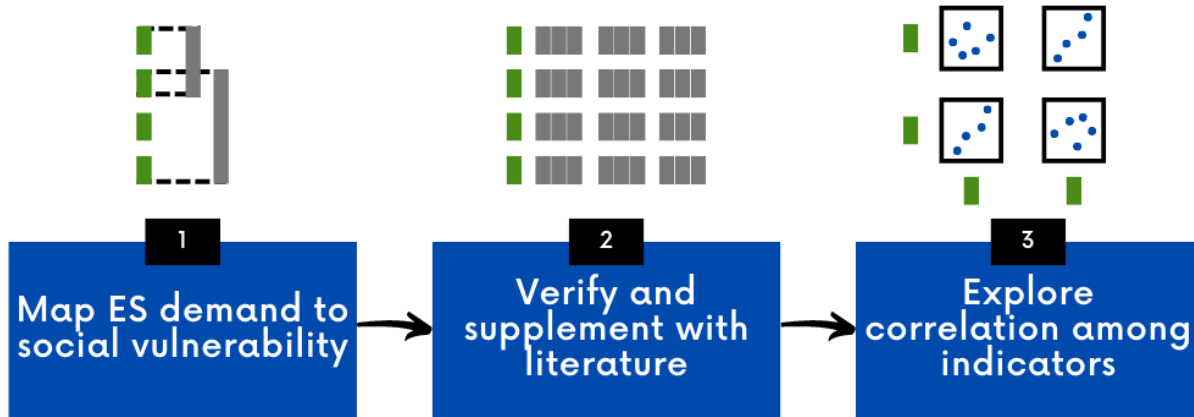 1
Map ES demand to
social vulnerability
2
Verify and
supplement with
literature
3
Explore
correlation among
indicators